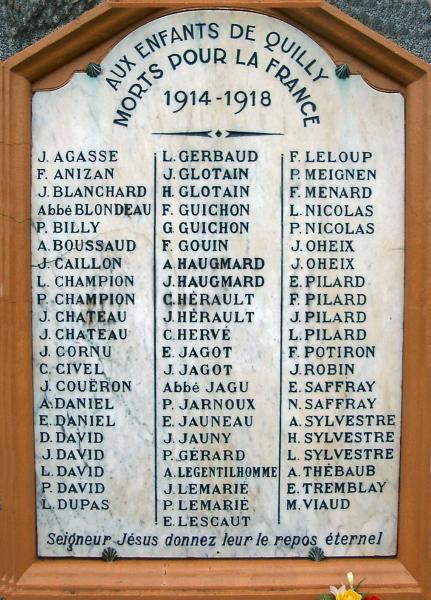 AUX ENFANTS DE QUILLY
MORTS POUR LA FRANCE
1914-1918
J. AGASSE
F. ANIZAN
J. BLANCHARD
Abbé BLONDEAU
P. BILLY
A. BOUSSAUD
J. CAILLON
L. CHAMPION
P. CHAMPION
J. CHATEAU
J. CHATEAU
J. CORNU
C. CIVEL
J. COUËRON
A. DANIEL
E. DANIEL
D. DAVID
J. DAVID
L. DAVID
P. DAVID
L. DUPAS
L. GERBAUD
J. GLOTAIN
H. GLOTAIN
F. GUICHON
G. GUICHON
F. GOUIN
A. HAUGMARD
J. HAUGMARD
C. HÉRAULT
J. HÉRAULT
C. HERVÉ
E. JAGOT
J. JAGOT
Abbé JAGU
P. JARNOUX
E. JAUNEAU
J. JAUNY
P. GÉRARD
A. LEGENTILHOMME
J. LEMARIÉ
P. LEMARIÉ
E. LESCAUT
F. LELOUP
P. MEIGNEN
F. MENARD
L. NICOLAS
P. NICOLAS
J. OHEIX
J. OHEIX
E. PILARD
F. PILARD
J. PILARD
L. PILARD
F. POTIRON
J. ROBIN
E. SAFFRAY
N. SAFFRAY
A. SYLVESTRE
H. SYLVESTRE
L. SYLVESTRE
A. THÉBAUB
E. TREMBLAY
M. VIAUD
Seigneur Jésus donnez leur le repos éternel